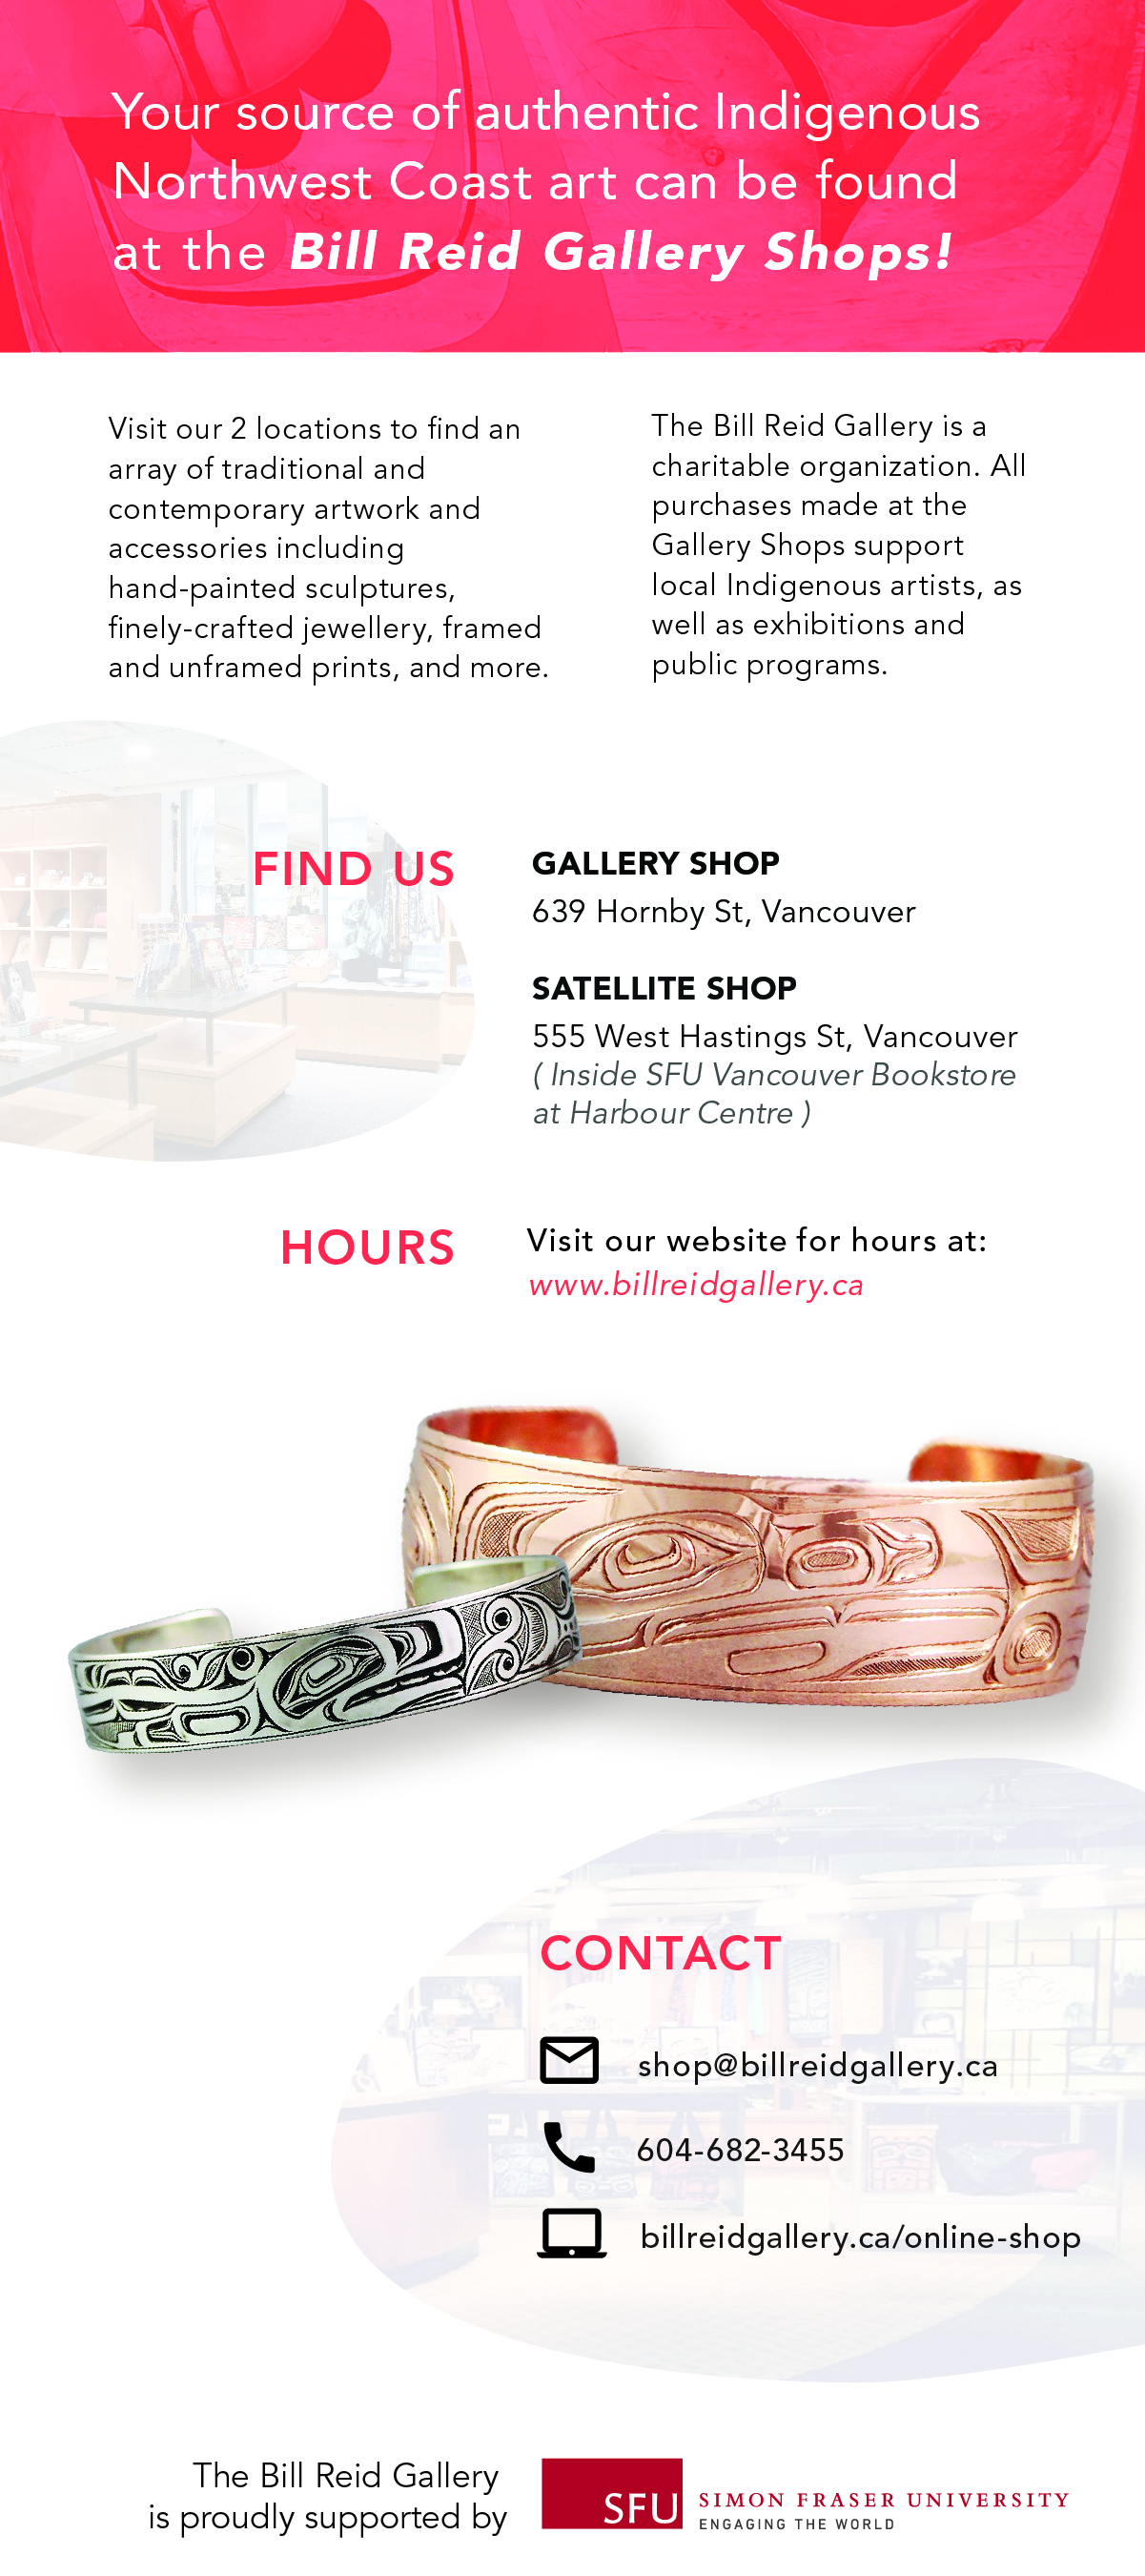 Your source of authentic Indigenous
Northwest Coast art can be found
at the Bill Reid Gallery Shops!
Visit our 2 locations to find an
array of traditional and
contemporary artwork and
accessories including
hand-painted sculptures,
finely-crafted jewellery, framed
and unframed prints, and more.
The Bill Reid Gallery is a
charitable organization. All
purchases made at the
Gallery Shops support
local Indigenous artists, as
well as exhibitions and
public programs.
FIND US
GALLERY SHOP
639 Hornby St, Vancouver
SATELLITE SHOP
555 West Hastings St, Vancouver
( Inside SFU Vancouver Bookstore
at Harbour Centre )
HOURS
Visit our website for hours at:
www.billreidgallery.ca
CONTACT
shop@billreidgallery.ca
604-682-3455
billreidgallery.ca/online-shop
The Bill Reid Gallery
is proudly supported by
SFU
SIMON FRASER UNIVERSITY
ENGAGING THE WORLD